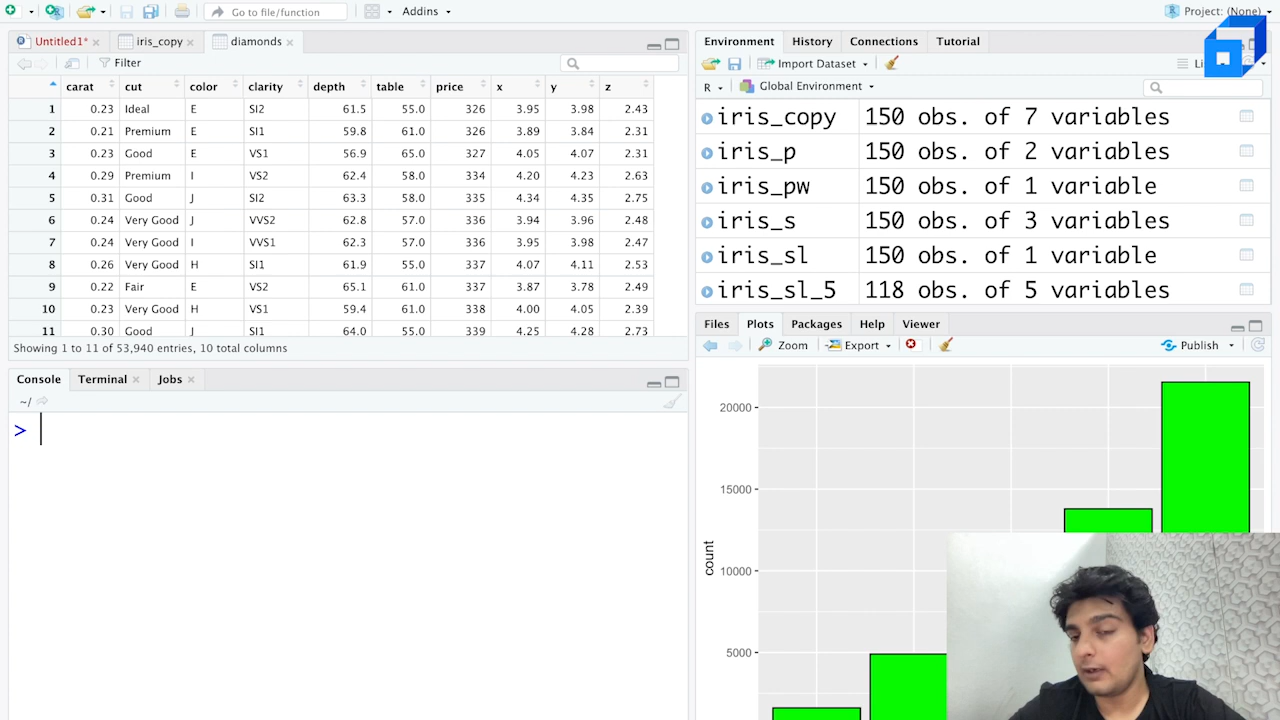 Go to file/function
Addins
Project: (None)
Untitled1*
iris_copy
diamonds
Filter
carat cut color clarity depth table price x y z
1 0.23 Ideal E SI2 61.5 55.0 326 3.95 3.98 2.43
2 0.21 Premium E SI1 59.8 61.0 326 3.89 3.84 2.31
3 0.23 Good E VS1 56.9 65.0 327 4.05 4.07 2.31
4 0.29 Premium I VS2 62.4 58.0 334 4.20 4.23 2.63
5 0.31 Good J SI2 63.3 58.0 335 4.34 4.35 2.75
6 0.24 Very Good J VVS2 62.8 57.0 336 3.94 3.96 2.48
7 0.24 Very Good I VVS1 62.3 57.0 336 3.95 3.98 2.47
8 0.26 Very Good H SI1 61.9 55.0 337 4.07 4.11 2.53
9 0.22 Fair E VS2 65.1 61.0 337 3.87 3.78 2.49
10 0.23 Very Good H VS1 59.4 61.0 338 4.00 4.05 2.39
11 0.30 Good J SI1 64.0 55.0 339 4.25 4.28 2.73
Showing 1 to 11 of 53,940 entries, 10 total columns
Console Terminal Jobs
~/
>
Environment History Connections Tutorial
Import Dataset
R Global Environment
iris_copy 150 obs. of 7 variables
iris_p 150 obs. of 2 variables
iris_pw 150 obs. of 1 variable
iris_s 150 obs. of 3 variables
iris_sl 150 obs. of 1 variable
iris_sl_5 118 obs. of 5 variables
Files Plots Packages Help Viewer
Zoom Export Publish
20000
15000
10000
5000
count